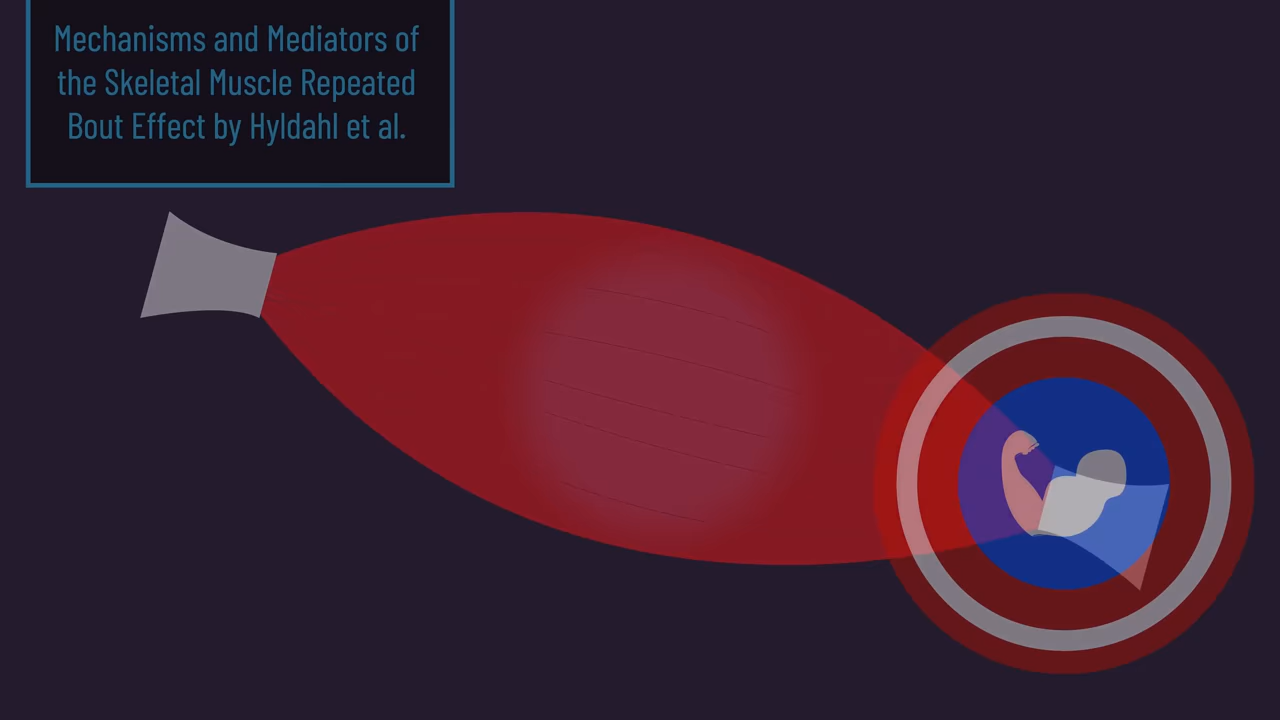 Mechanisms and Mediators of
the Skeletal Muscle Repeated
Bout Effect by Hyldahl et al.